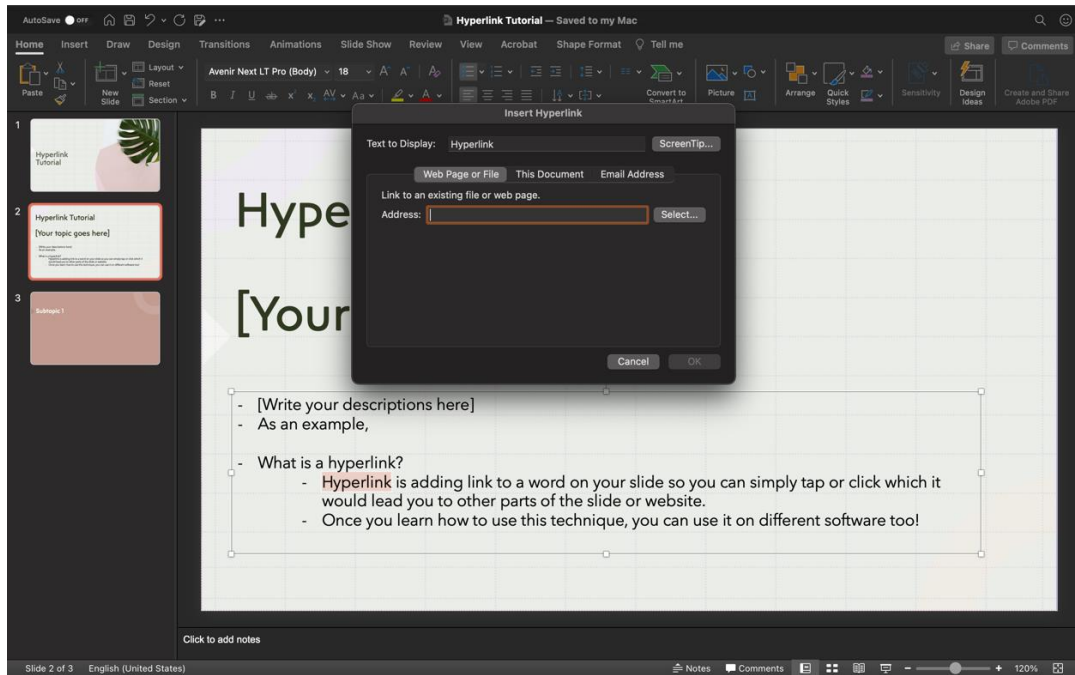 AutoSave OFF
Hyperlink Tutorial — Saved to my Mac
Home Insert Draw Design Transitions Animations Slide Show Review View Acrobat Shape Format Tell me Share Comments
Paste
New Slide
Layout
Reset
Section
Avenir Next LT Pro (Body) 18
Convert to SmartArt
Picture
Arrange
Quick Styles
Sensitivity
Design Ideas
Create and Share Adobe PDF
Insert Hyperlink
Text to Display: Hyperlink ScreenTip...
Web Page or File This Document Email Address
Link to an existing file or web page.
Address: Select...
Cancel OK
1
Hyperlink
Tutorial
2
Hyperlink Tutorial
[Your topic goes here]
3
Subtopic 1
Hype
[Your
- [Write your descriptions here]
- As an example,
- What is a hyperlink?
- Hyperlink is adding link to a word on your slide so you can simply tap or click which it
would lead you to other parts of the slide or website.
- Once you learn how to use this technique, you can use it on different software too!
Click to add notes
Slide 2 of 3 English (United States) Notes Comments 120%